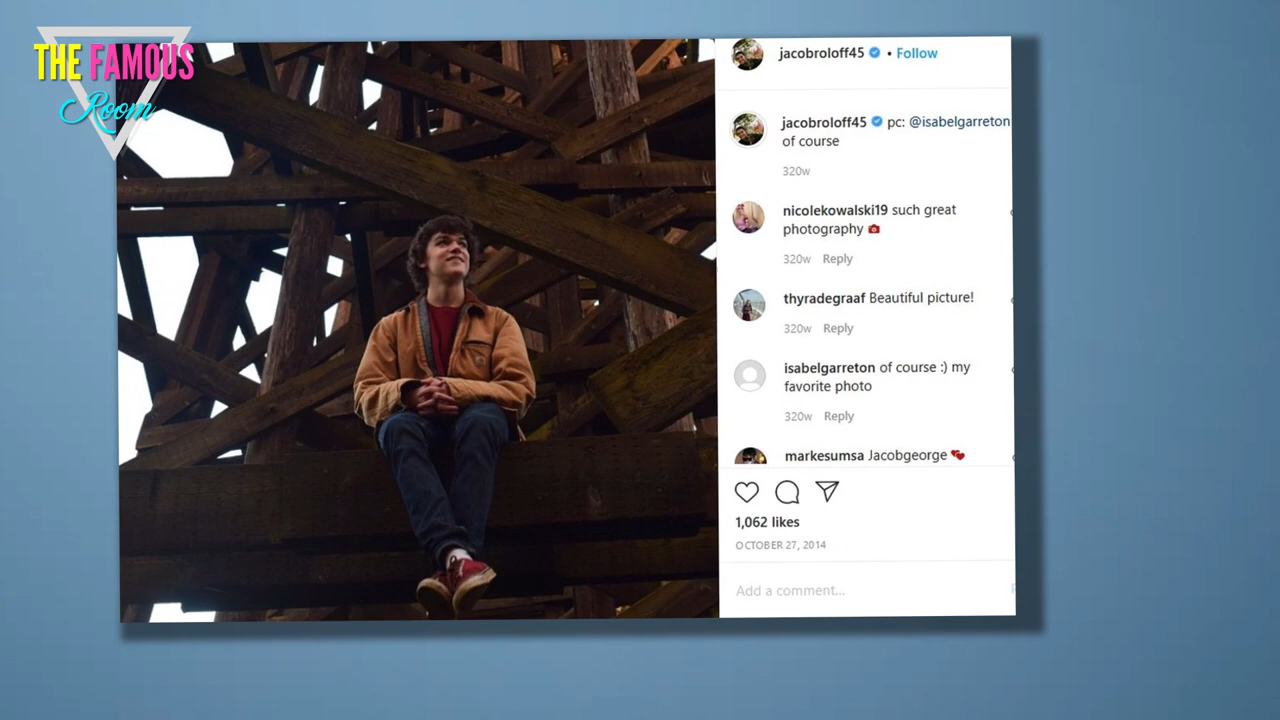 THE FAMOUS
Room
jacobroloff45 • Follow
jacobroloff45 pc: @isabelgarreton
of course
320w
nicolekowalski19 such great
photography
320w Reply
thyradegraaf Beautiful picture!
320w Reply
isabelgarreton of course :) my
favorite photo
320w Reply
markesumsa Jacobgeorge
1,062 likes
OCTOBER 27, 2014
Add a comment...